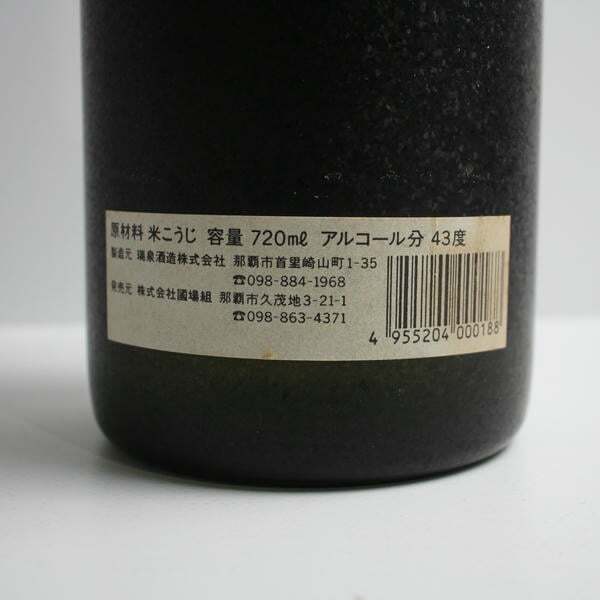 原材料 米こうじ 容量 720ml アルコール分 43度
製造元 瑞泉酒造株式会社 那覇市首里崎山町1-35
☎098-884-1968
発売元 株式会社國場組 那覇市久茂地3-21-1
☎098-863-4371
4 955204 000188